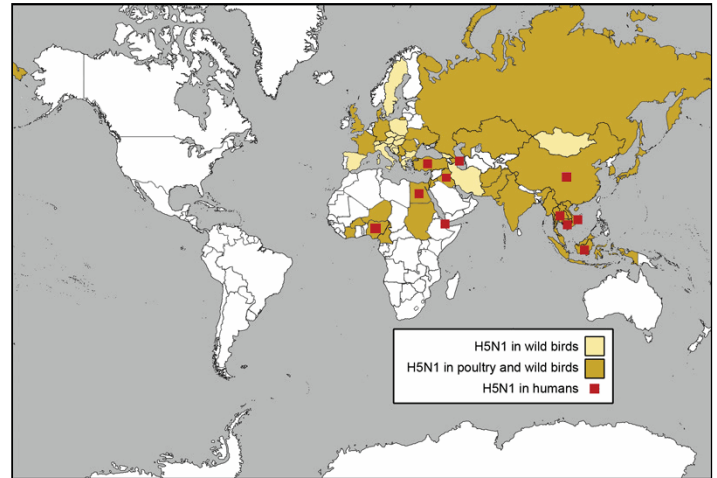 H5N1 in wild birds
H5N1 in poultry and wild birds
H5N1 in humans